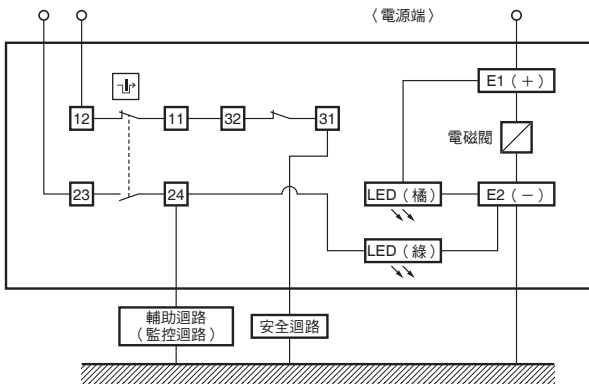 〈電源端〉
E1（＋）
12
11
32
31
電磁閥
23
24
LED（橘）
E2（－）
LED（綠）
輔助迴路
（監控迴路）
安全迴路